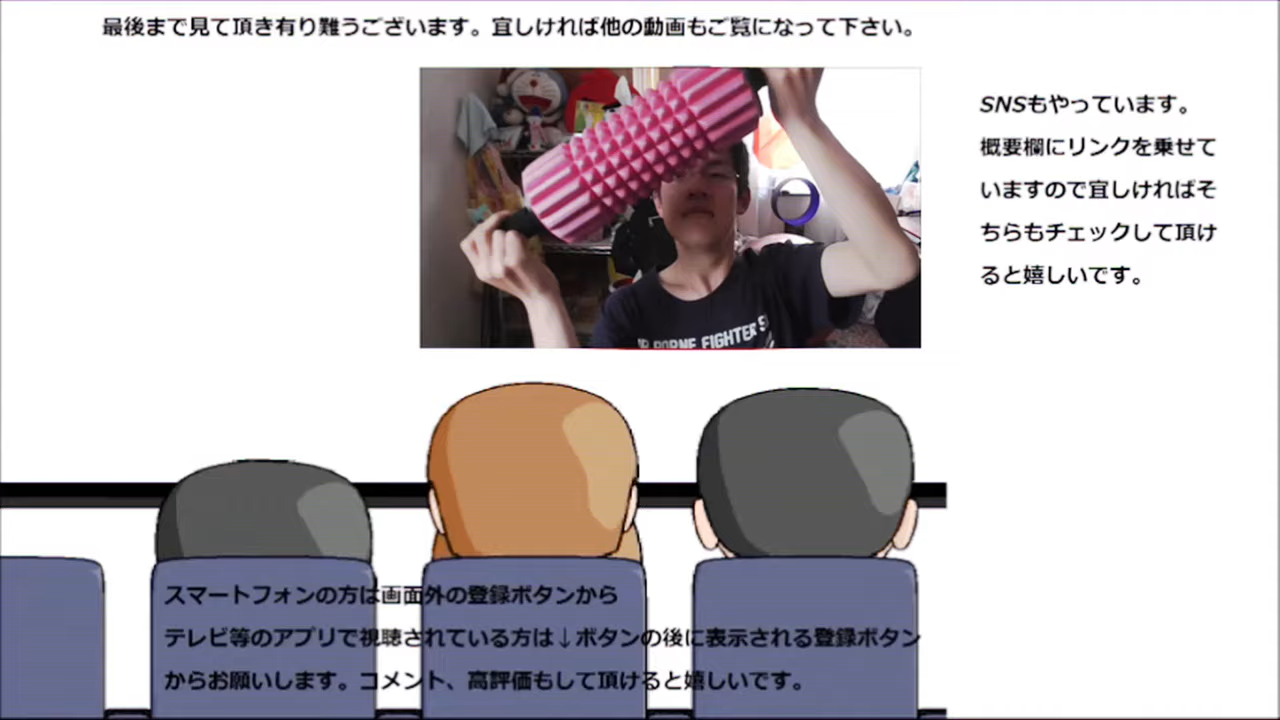 最後まで見て頂き有り難うございます。宜しければ他の動画もご覧になって下さい。
SNSもやっています。
概要欄にリンクを乗せて
いますので宜しければそ
ちらもチェックして頂け
ると嬉しいです。
FIGHTER
スマートフォンの方は画面外の登録ボタンから
テレビ等のアプリで視聴されている方は↓ボタンの後に表示される登録ボタン
からお願いします。コメント、高評価もして頂けると嬉しいです。